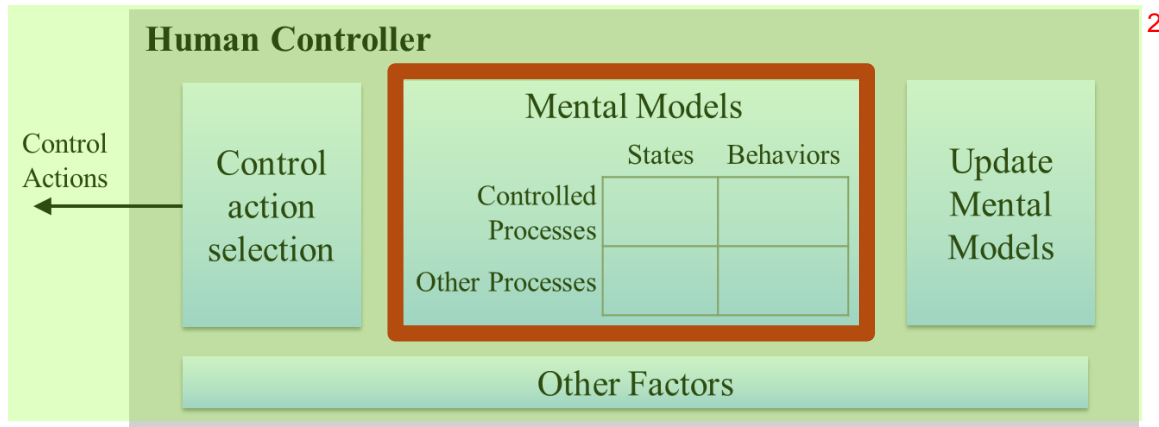 2
Human Controller
Control
Actions
Control
action
selection
Mental Models
States Behaviors
Controlled
Processes
Other Processes
Update
Mental
Models
Other Factors